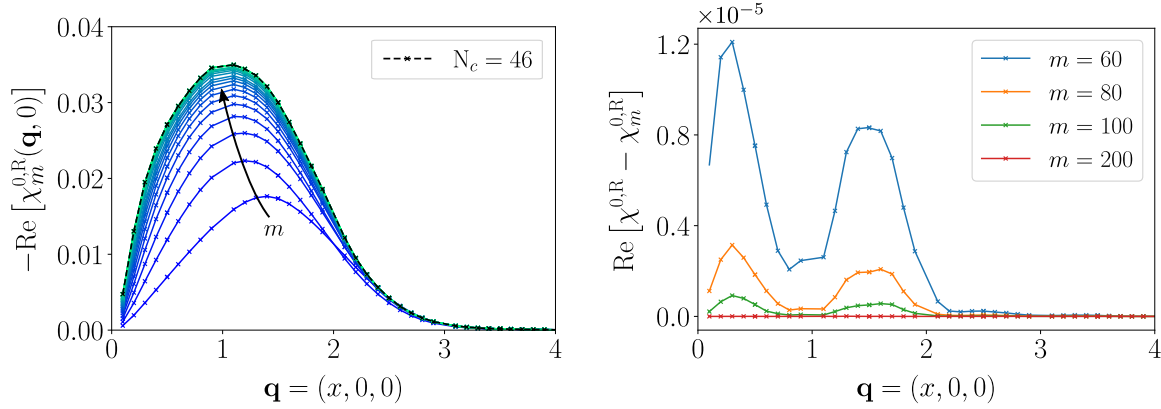 0.04
0.03
0.02
0.01
0.00
−Re [χ_m^{0,R}(q, 0)]
N_c = 46
m
0 1 2 3 4
q = (x, 0, 0)
×10^{−5}
1.2
0.8
0.4
0.0
Re [χ^{0,R} − χ_m^{0,R}]
m = 60
m = 80
m = 100
m = 200
0 1 2 3 4
q = (x, 0, 0)